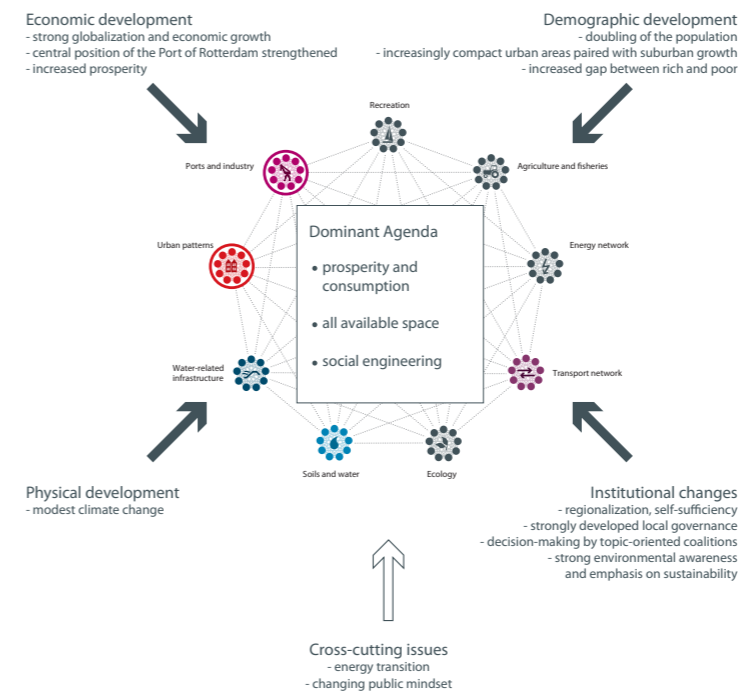 Economic development
- strong globalization and economic growth
- central position of the Port of Rotterdam strengthened
- increased prosperity
Demographic development
- doubling of the population
- increasingly compact urban areas paired with suburban growth
- increased gap between rich and poor
Recreation
Ports and industry
Agriculture and fisheries
Urban patterns
Energy network
Dominant Agenda
• prosperity and
consumption
• all available space
• social engineering
Water-related
infrastructure
Transport network
Soils and water
Ecology
Physical development
- modest climate change
Institutional changes
- regionalization, self-sufficiency
- strongly developed local governance
- decision-making by topic-oriented coalitions
- strong environmental awareness
and emphasis on sustainability
Cross-cutting issues
- energy transition
- changing public mindset